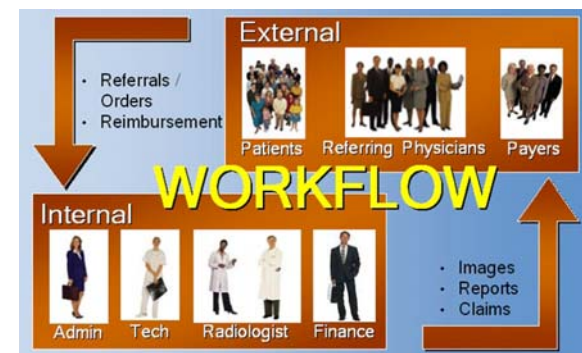 External
• Referrals /
Orders
• Reimbursement
Patients Referring Physicians Payers
WORKFLOW
Internal
Admin Tech Radiologist Finance
• Images
• Reports
• Claims